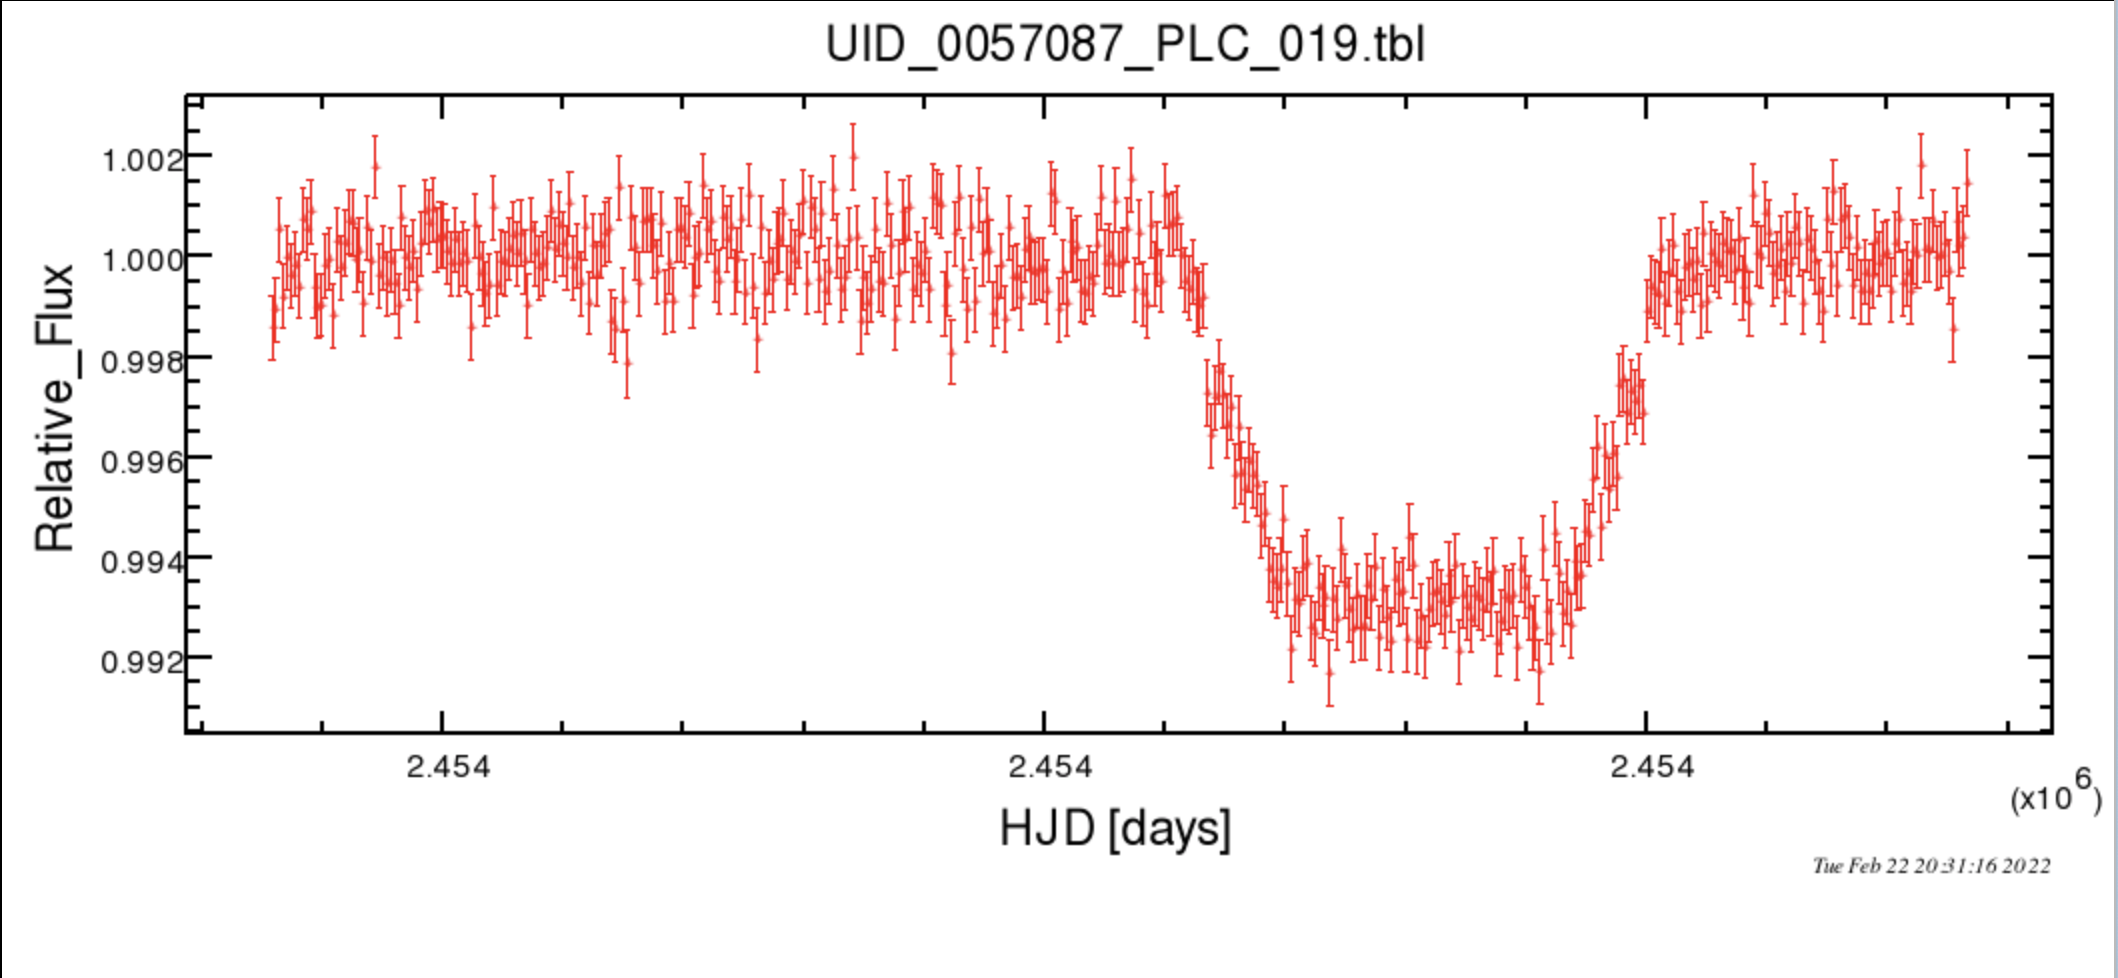 UID_0057087_PLC_019.tbl
1.002
1.000
0.998
0.996
0.994
0.992
Relative_Flux
2.454 2.454 2.454
(x10^6)
HJD [days]
Tue Feb 22 20:31:16 2022